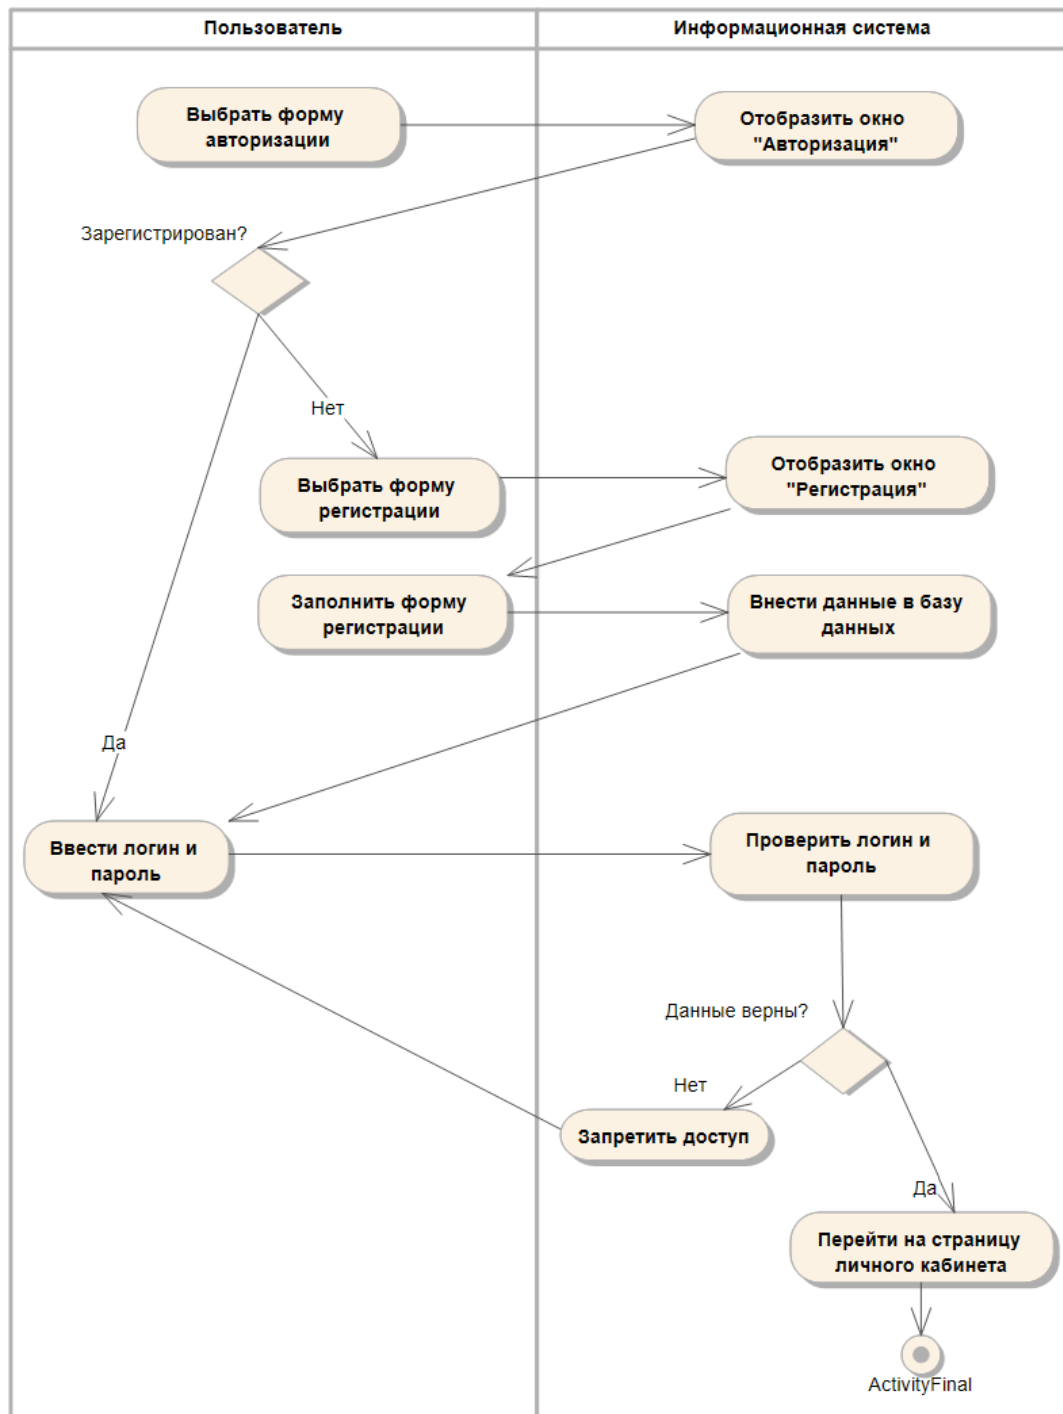 Пользователь
Информационная система
Выбрать форму
авторизации
Отобразить окно
"Авторизация"
Зарегистрирован?
Нет
Выбрать форму
регистрации
Отобразить окно
"Регистрация"
Заполнить форму
регистрации
Внести данные в базу
данных
Да
Ввести логин и
пароль
Проверить логин и
пароль
Данные верны?
Нет
Запретить доступ
Да
Перейти на страницу
личного кабинета
ActivityFinal